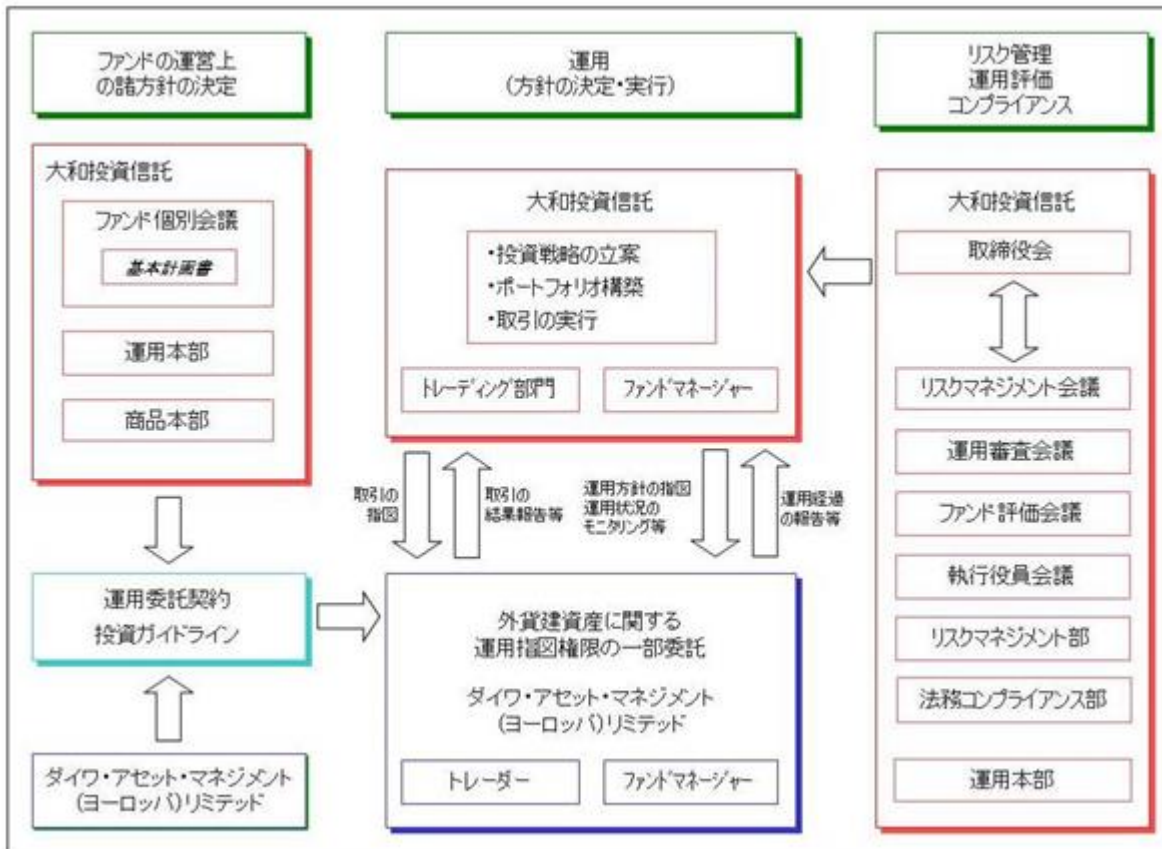 ファンドの運営上
の諸方針の決定
運用
(方針の決定・実行)
リスク管理
運用評価
コンプライアンス
大和投資信託
ファンド個別会議
基本計画書
運用本部
商品本部
大和投資信託
・投資戦略の立案
・ポートフォリオ構築
・取引の実行
トレーディング部門
ファンドマネージャー
大和投資信託
取締役会
リスクマネジメント会議
運用審査会議
ファンド評価会議
執行役員会議
リスクマネジメント部
法務コンプライアンス部
運用本部
取引の
指図
取引の
結果報告等
運用方針の指図
運用状況の
モニタリング等
運用経過
の報告等
運用委託契約
投資ガイドライン
外貨建資産に関する
運用指図権限の一部委託
ダイワ・アセット・マネジメント
(ヨーロッパ)リミテッド
トレーダー
ファンドマネージャー
ダイワ・アセット・マネジメント
(ヨーロッパ)リミテッド